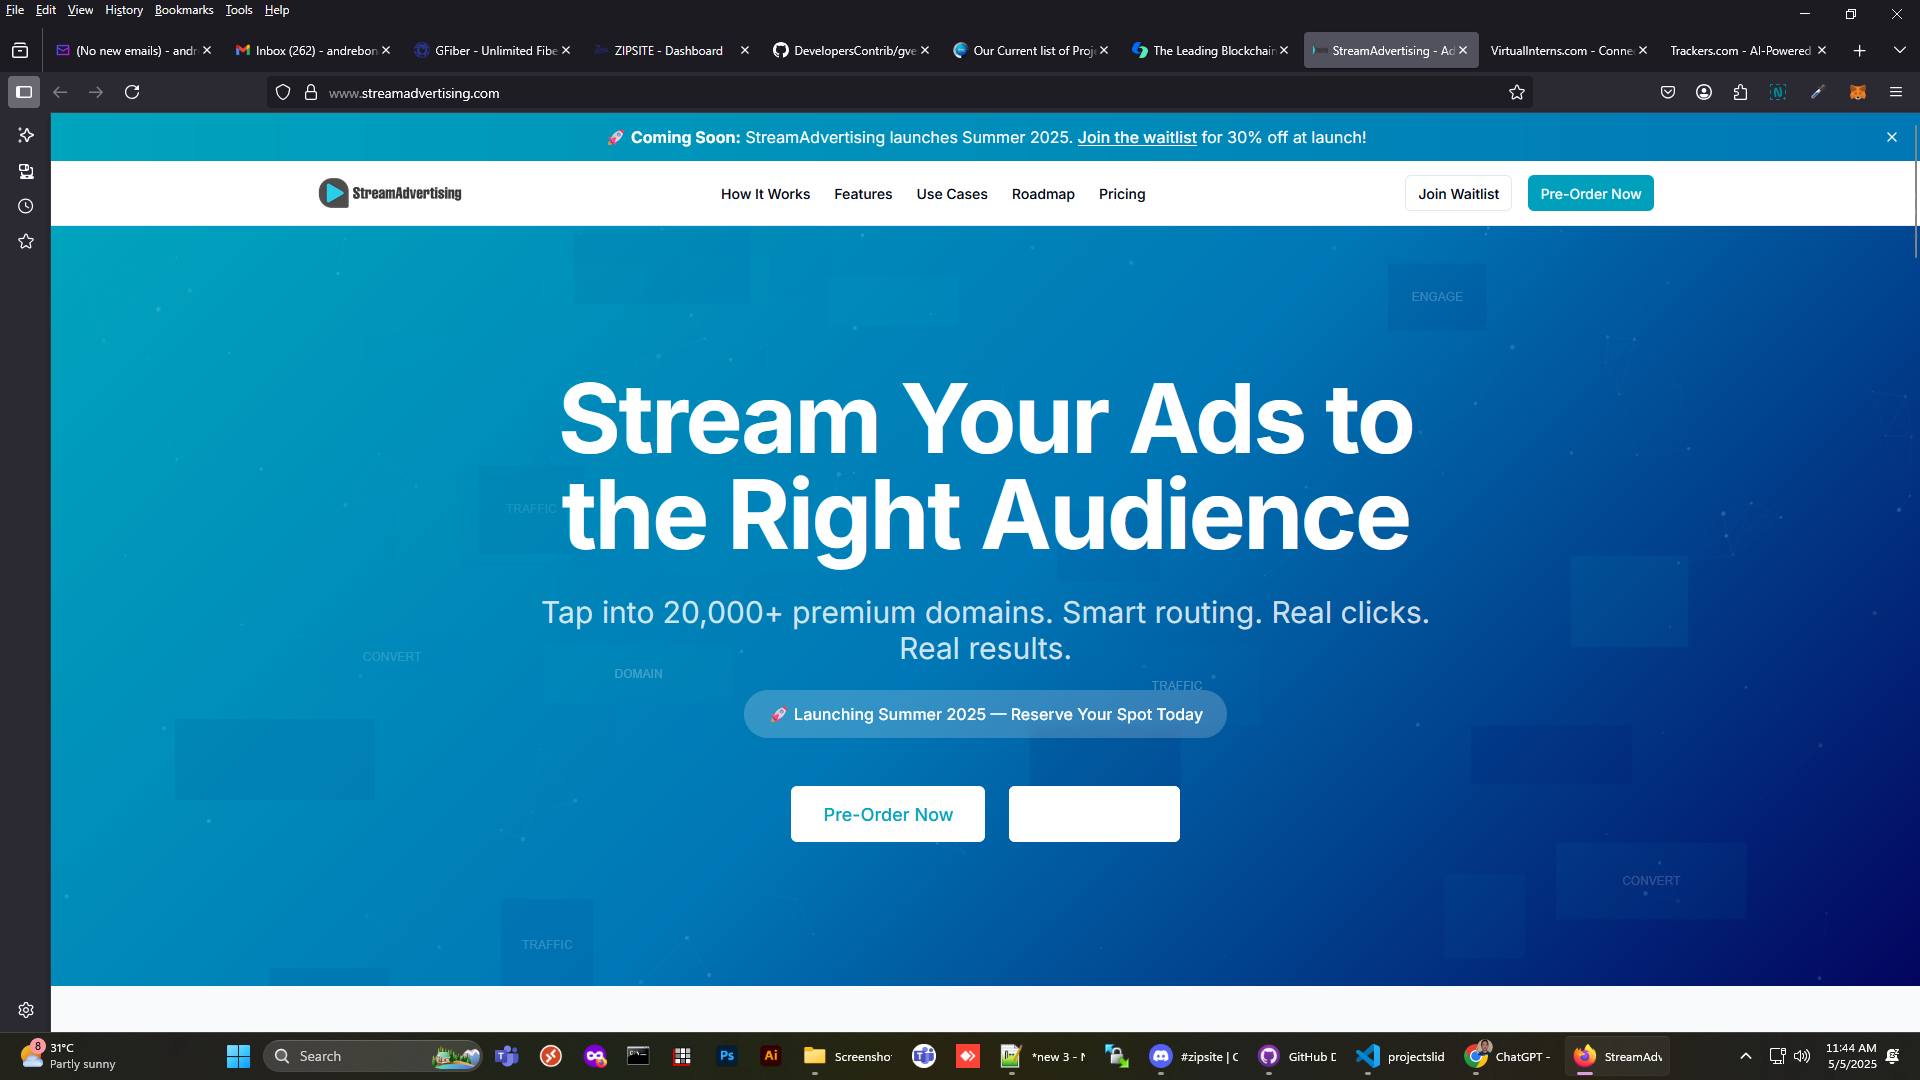 File Edit View History Bookmarks Tools Help
(No new emails) - andr
Inbox (262) - andrebon
GFiber - Unlimited Fibe
ZIPSITE - Dashboard
DevelopersContrib/gve
Our Current list of Proj
The Leading Blockchain
StreamAdvertising - Ad
VirtualInterns.com - Conne
Trackers.com - AI-Powered
www.streamadvertising.com
🚀 Coming Soon: StreamAdvertising launches Summer 2025. Join the waitlist for 30% off at launch!
StreamAdvertising
How It Works
Features
Use Cases
Roadmap
Pricing
Join Waitlist
Pre-Order Now
ENGAGE
Stream Your Ads to
the Right Audience
TRAFFIC
Tap into 20,000+ premium domains. Smart routing. Real clicks.
Real results.
CONVERT
DOMAIN
TRAFFIC
🚀 Launching Summer 2025 — Reserve Your Spot Today
Pre-Order Now
CONVERT
TRAFFIC
8
31°C
Partly sunny
Search
Ps
Ai
Screensho
*new 3 - N
#zipsite | C
GitHub D
projectslid
ChatGPT -
StreamAdv
11:44 AM
5/5/2025